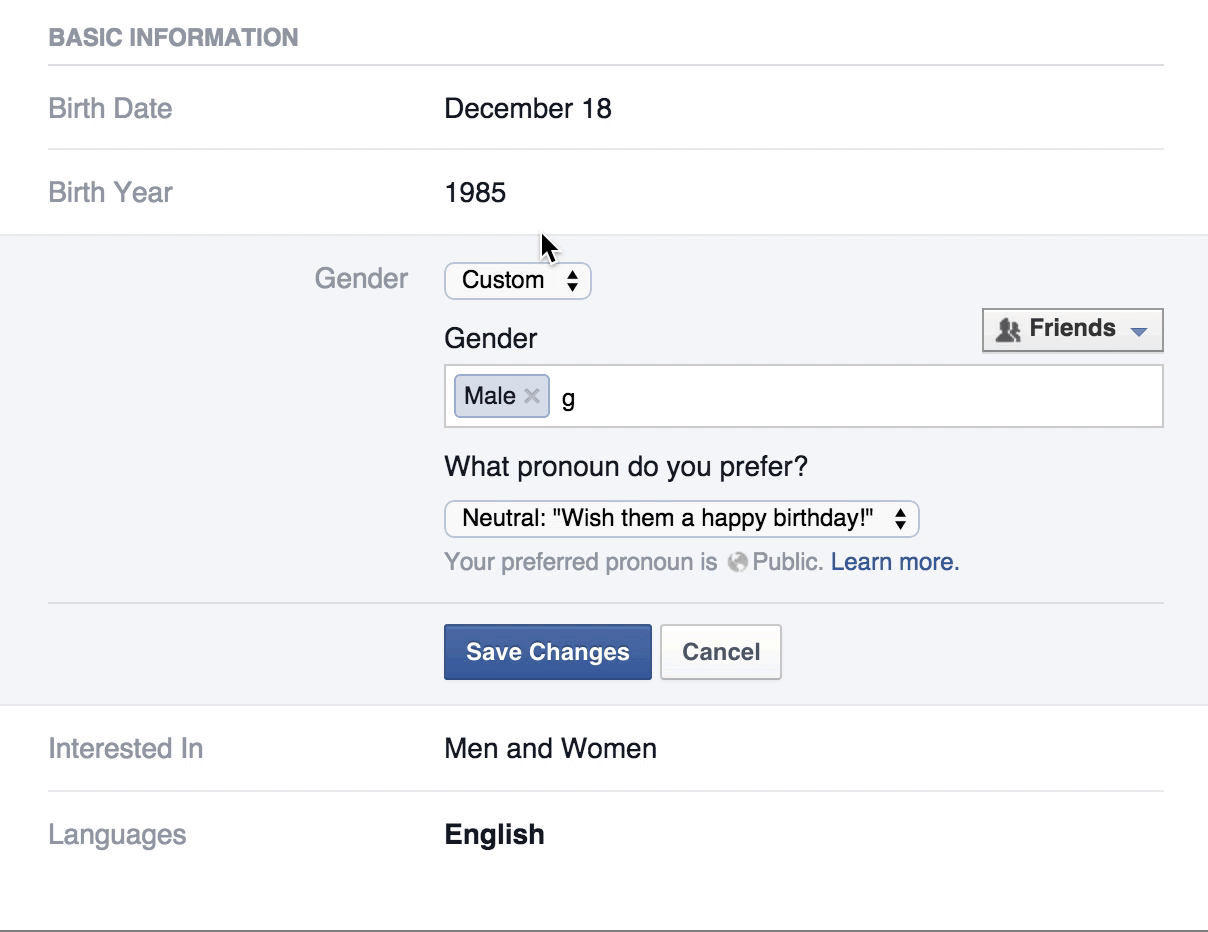 BASIC INFORMATION
Birth Date December 18
Birth Year 1985
Gender Custom
Gender Friends
Male g
What pronoun do you prefer?
Neutral: "Wish them a happy birthday!"
Your preferred pronoun is Public. Learn more.
Save Changes Cancel
Interested In Men and Women
Languages English